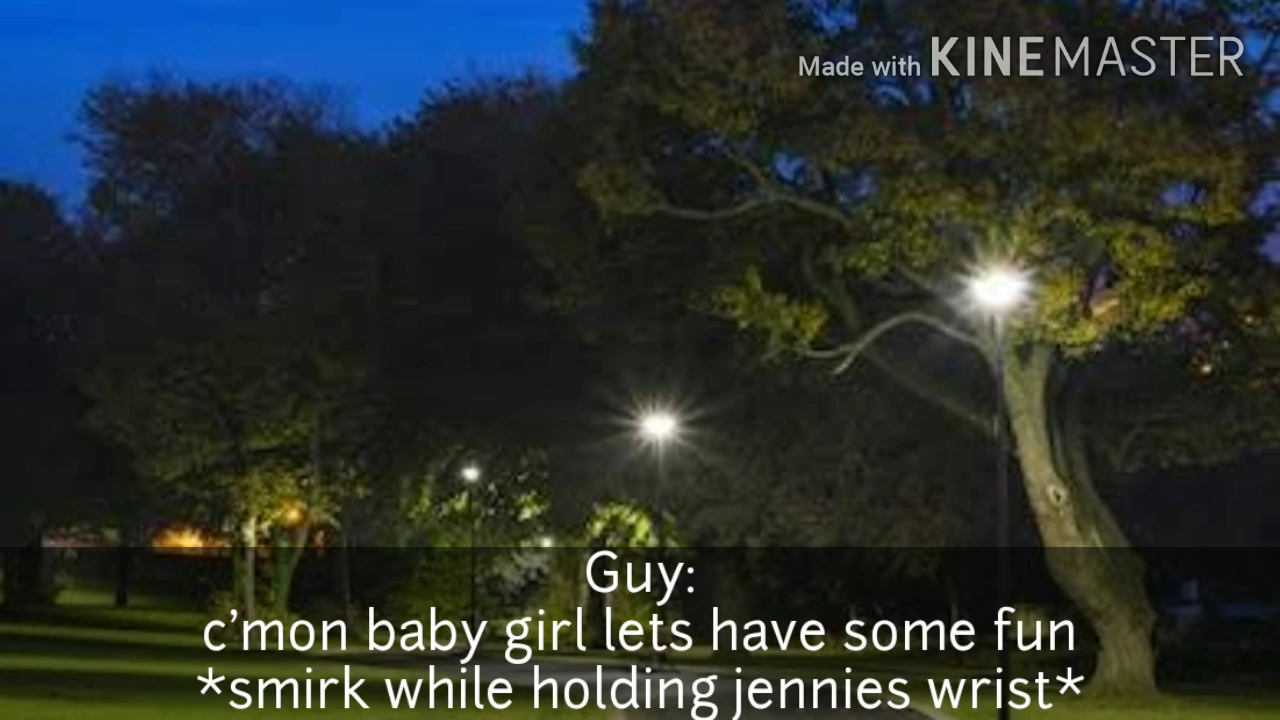 Made with KINEMASTER
Guy:
c'mon baby girl lets have some fun
*smirk while holding jennies wrist*